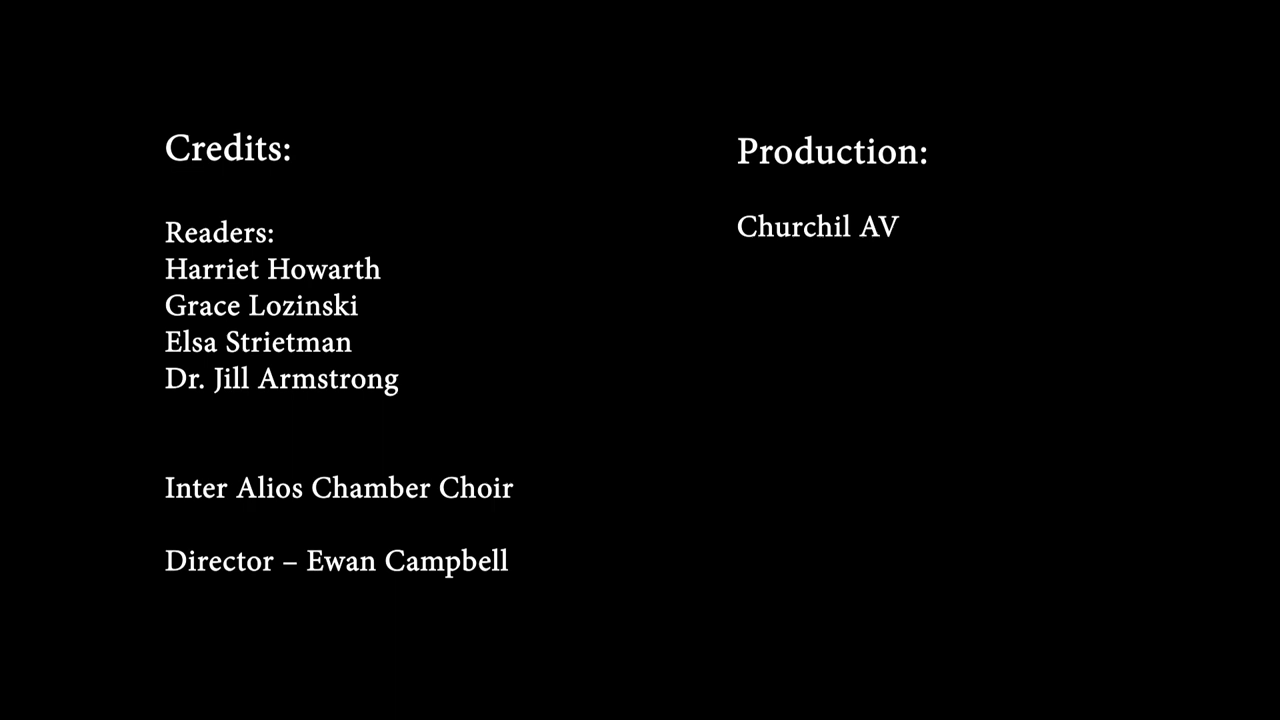 Credits:
Readers:
Harriet Howarth
Grace Lozinski
Elsa Strietman
Dr. Jill Armstrong
Inter Alios Chamber Choir
Director – Ewan Campbell
Production:
Churchil AV